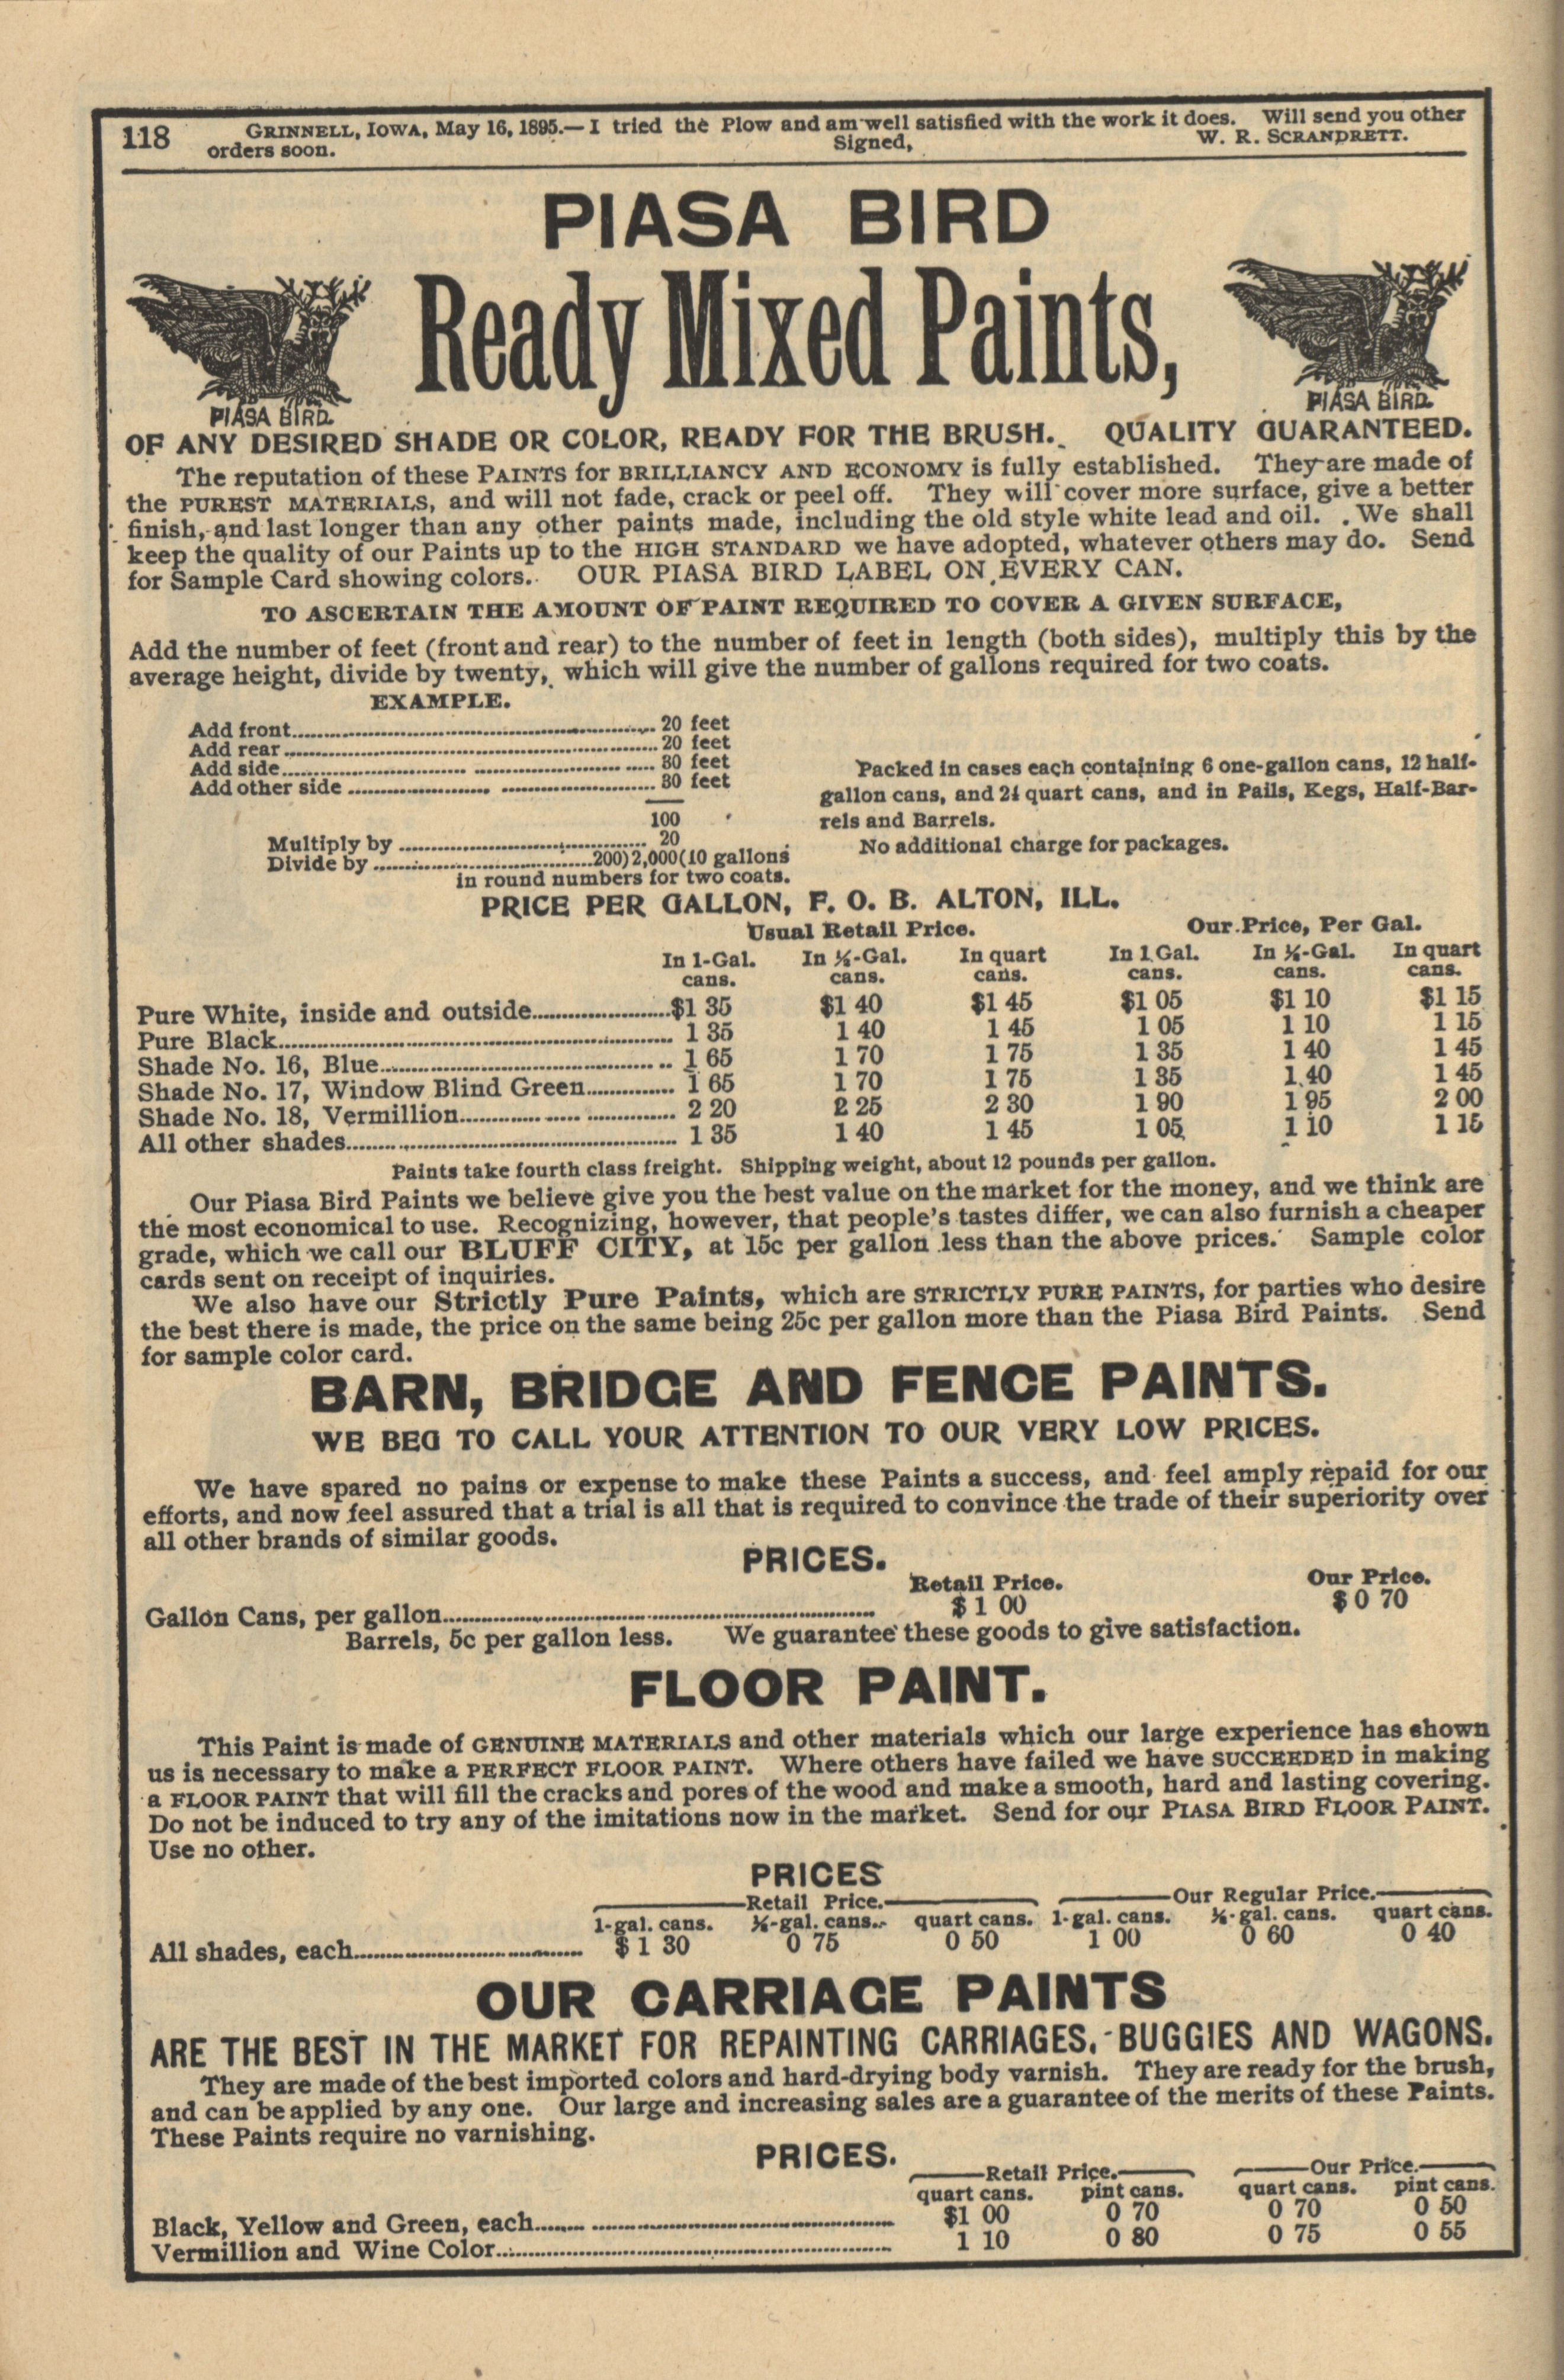 118 GRINNELL, IOWA, May 16, 1895.— I tried the Plow and am well satisfied with the work it does. Will send you other
orders soon. Signed, W. R. SCRANDRETT.
PIASA BIRD
Ready Mixed Paints,
PIASA BIRD.
PIASA BIRD.
OF ANY DESIRED SHADE OR COLOR, READY FOR THE BRUSH. QUALITY GUARANTEED.
The reputation of these PAINTS for BRILLIANCY AND ECONOMY is fully established. They are made of
the PUREST MATERIALS, and will not fade, crack or peel off. They will cover more surface, give a better
finish, and last longer than any other paints made, including the old style white lead and oil. We shall
keep the quality of our Paints up to the HIGH STANDARD we have adopted, whatever others may do. Send
for Sample Card showing colors. OUR PIASA BIRD LABEL ON EVERY CAN.
TO ASCERTAIN THE AMOUNT OF PAINT REQUIRED TO COVER A GIVEN SURFACE,
Add the number of feet (front and rear) to the number of feet in length (both sides), multiply this by the
average height, divide by twenty, which will give the number of gallons required for two coats.
EXAMPLE.
Add front 20 feet
Add rear 20 feet
Add side 30 feet
Add other side 30 feet
100
Multiply by 20
Divide by 200)2,000(10 gallons
in round numbers for two coats.
Packed in cases each containing 6 one-gallon cans, 12 half-
gallon cans, and 24 quart cans, and in Pails, Kegs, Half-Bar-
rels and Barrels.
No additional charge for packages.
PRICE PER GALLON, F. O. B. ALTON, ILL.
Usual Retail Price. Our Price, Per Gal.
In 1-Gal. In ½-Gal. In quart In 1 Gal. In ½-Gal. In quart
cans. cans. cans. cans. cans. cans.
Pure White, inside and outside $1 35 $1 40 $1 45 $1 05 $1 10 $1 15
Pure Black 1 35 1 40 1 45 1 05 1 10 1 15
Shade No. 16, Blue 1 65 1 70 1 75 1 35 1 40 1 45
Shade No. 17, Window Blind Green 1 65 1 70 1 75 1 35 1 40 1 45
Shade No. 18, Vermillion 2 20 2 25 2 30 1 90 1 95 2 00
All other shades 1 35 1 40 1 45 1 05 1 10 1 15
Paints take fourth class freight. Shipping weight, about 12 pounds per gallon.
Our Piasa Bird Paints we believe give you the best value on the market for the money, and we think are
the most economical to use. Recognizing, however, that people's tastes differ, we can also furnish a cheaper
grade, which we call our BLUFF CITY, at 15c per gallon less than the above prices. Sample color
cards sent on receipt of inquiries.
We also have our Strictly Pure Paints, which are STRICTLY PURE PAINTS, for parties who desire
the best there is made, the price on the same being 25c per gallon more than the Piasa Bird Paints. Send
for sample color card.
BARN, BRIDGE AND FENCE PAINTS.
WE BEG TO CALL YOUR ATTENTION TO OUR VERY LOW PRICES.
We have spared no pains or expense to make these Paints a success, and feel amply repaid for our
efforts, and now feel assured that a trial is all that is required to convince the trade of their superiority over
all other brands of similar goods.
PRICES.
Retail Price. Our Price.
Gallon Cans, per gallon $1 00 $0 70
Barrels, 5c per gallon less. We guarantee these goods to give satisfaction.
FLOOR PAINT.
This Paint is made of GENUINE MATERIALS and other materials which our large experience has shown
us is necessary to make a PERFECT FLOOR PAINT. Where others have failed we have SUCCEEDED in making
a FLOOR PAINT that will fill the cracks and pores of the wood and make a smooth, hard and lasting covering.
Do not be induced to try any of the imitations now in the market. Send for our PIASA BIRD FLOOR PAINT.
Use no other.
PRICES
Retail Price. Our Regular Price.
1-gal. cans. ½-gal. cans. quart cans. 1-gal. cans. ½-gal. cans. quart cans.
All shades, each $1 30 0 75 0 50 1 00 0 60 0 40
OUR CARRIAGE PAINTS
ARE THE BEST IN THE MARKET FOR REPAINTING CARRIAGES, BUGGIES AND WAGONS.
They are made of the best imported colors and hard-drying body varnish. They are ready for the brush,
and can be applied by any one. Our large and increasing sales are a guarantee of the merits of these Paints.
These Paints require no varnishing.
PRICES.
Retail Price. Our Price.
quart cans. pint cans. quart cans. pint cans.
Black, Yellow and Green, each $1 00 0 70 0 70 0 50
Vermillion and Wine Color 1 10 0 80 0 75 0 55